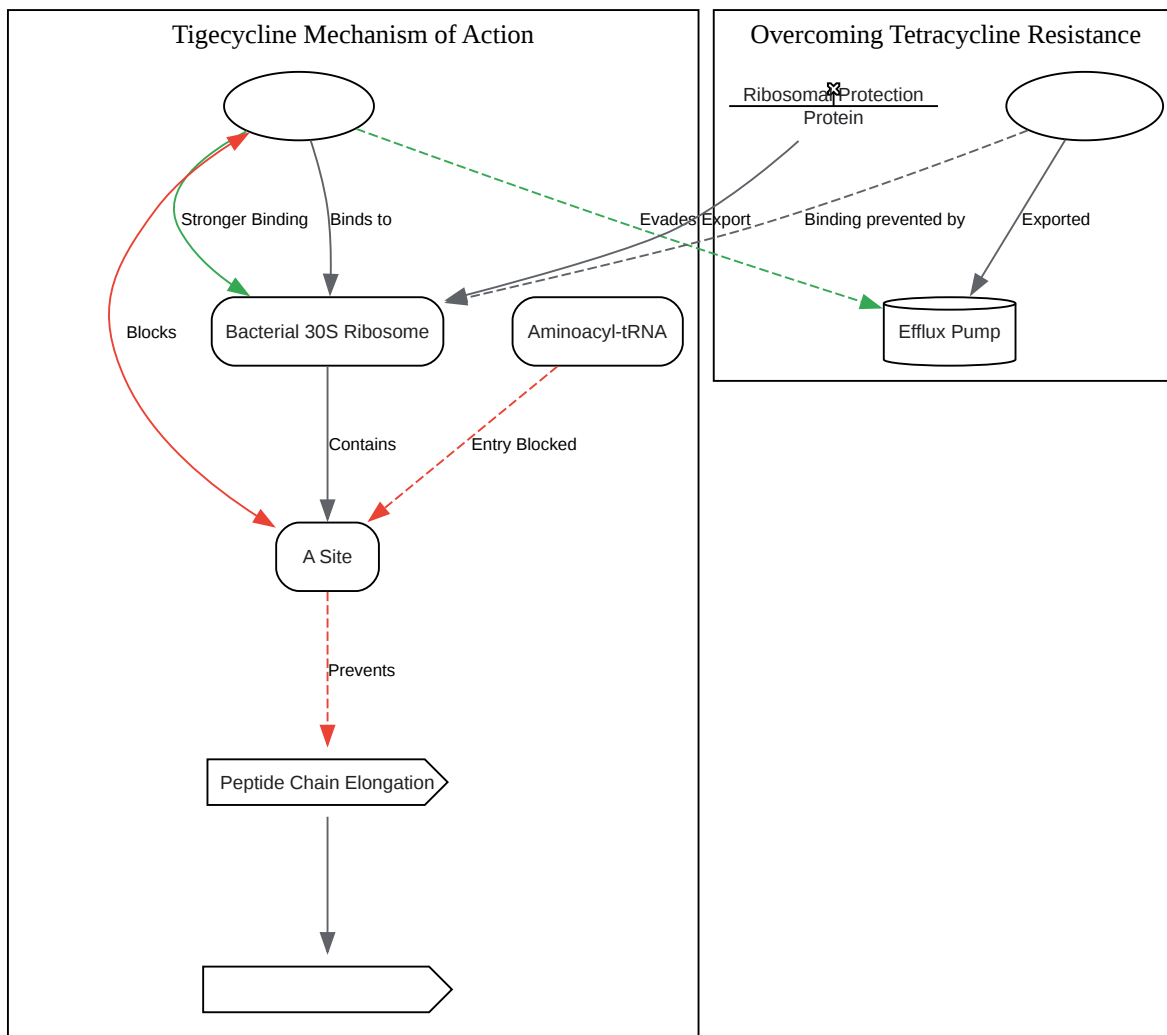 Tigecycline Mechanism of Action
Overcoming Tetracycline Resistance
Ribosomal Protection
Protein
Stronger Binding
Binds to
Evades Export
Binding prevented by
Exported
Blocks
Bacterial 30S Ribosome
Aminoacyl-tRNA
Efflux Pump
Contains
Entry Blocked
A Site
Prevents
Peptide Chain Elongation